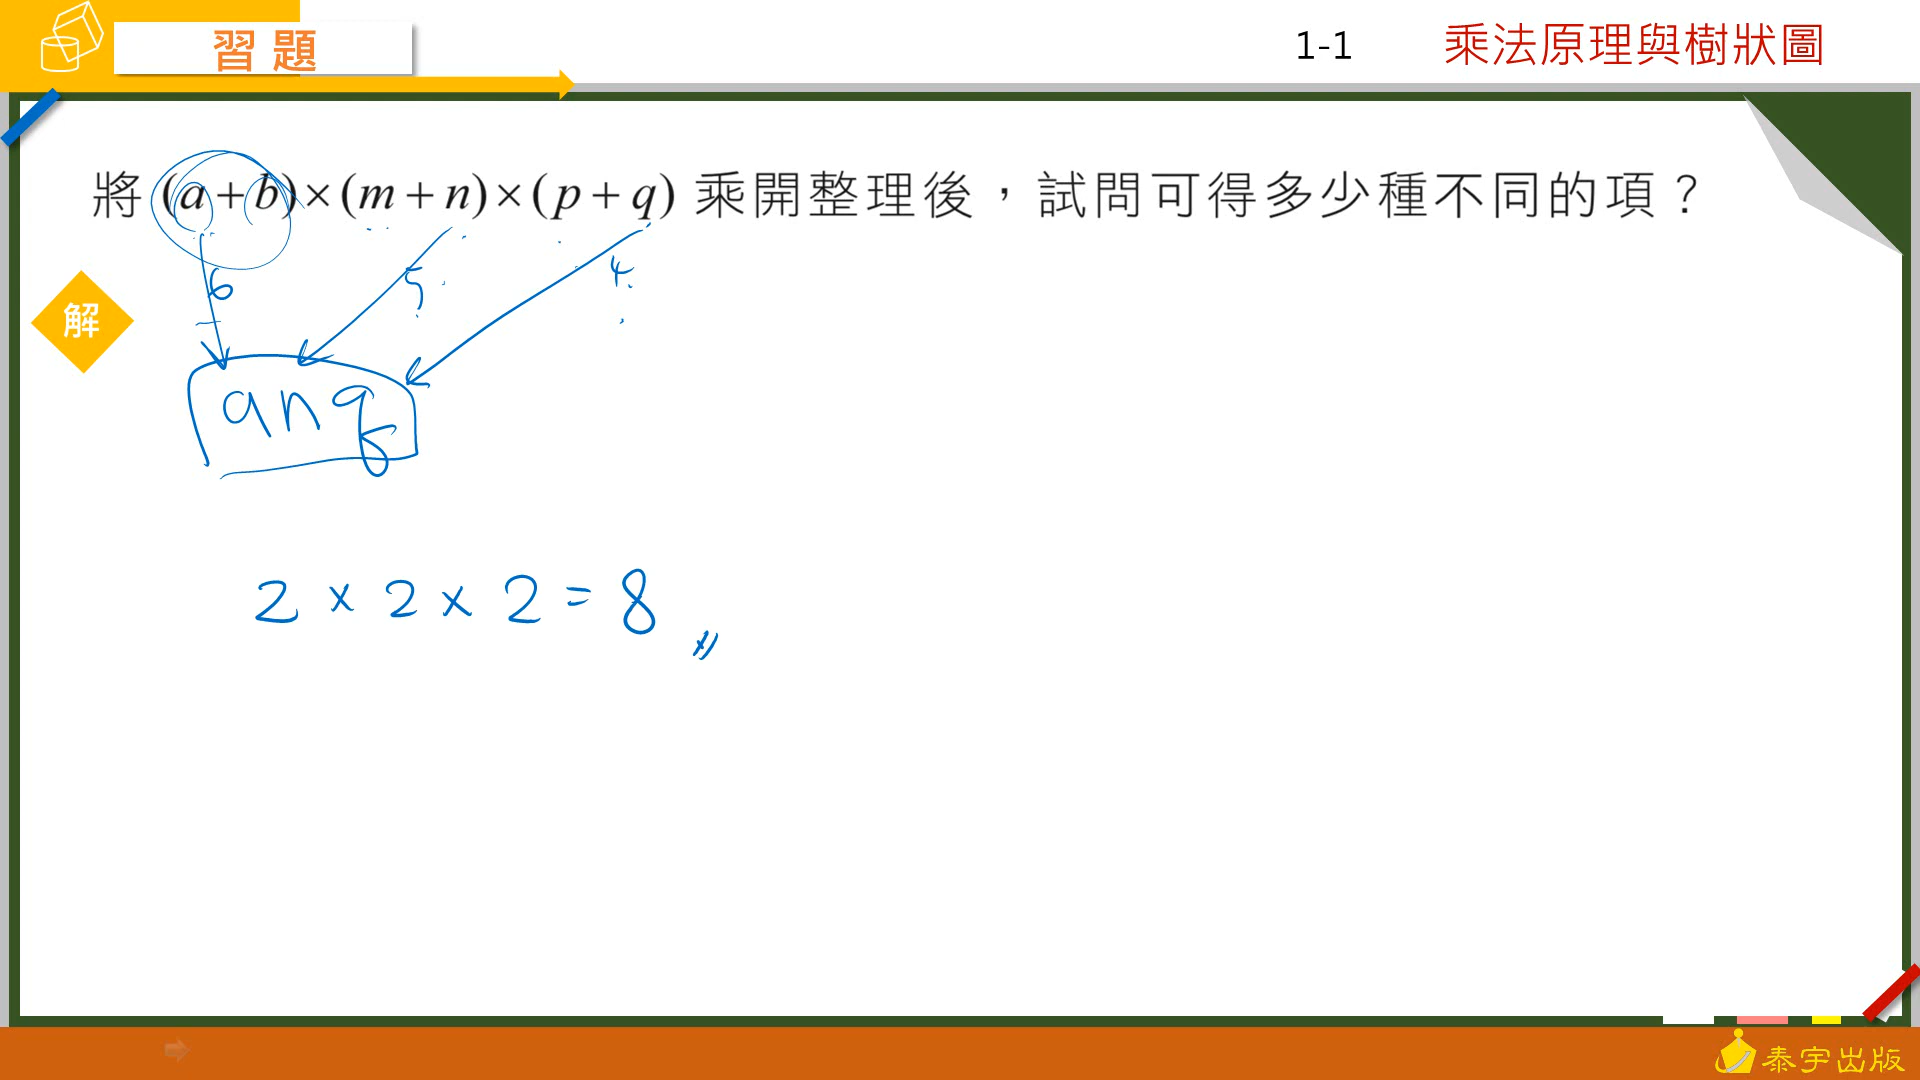 習題
1-1 乘法原理與樹狀圖
將 (a+b)×(m+n)×(p+q) 乘開整理後，試問可得多少種不同的項？
6 5 4
解
anq
2 × 2 × 2 = 8
泰宇出版